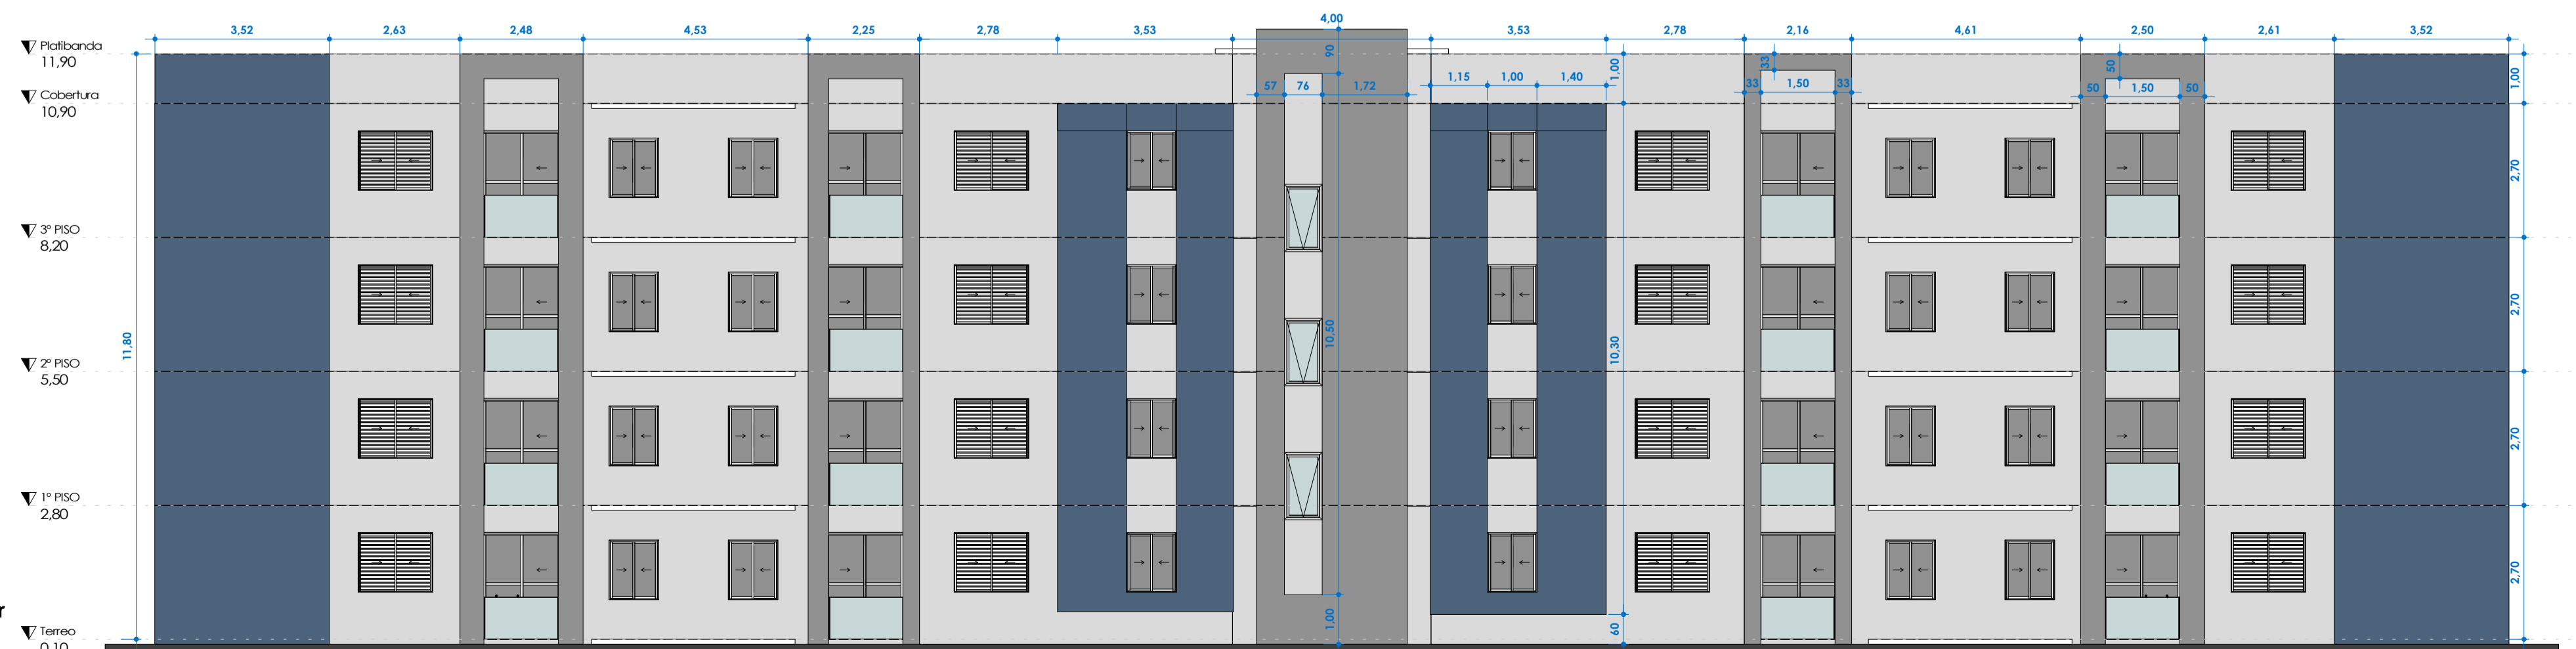 4,00
3,52 2,63 2,48 4,53 2,25 2,78 3,53 3,53 2,78 2,16 4,61 2,50 2,61 3,52
Platibanda
11,90
90
33
50
1,00
1,00
1,15 1,00 1,40
57 76 1,72
33 1,50 33
50 1,50 50
Cobertura
10,90
2,70
3º PISO
8,20
2,70
11,80
10,50
10,30
2º PISO
5,50
2,70
1º PISO
2,80
2,70
r
1,00
60
Terreo
0,10